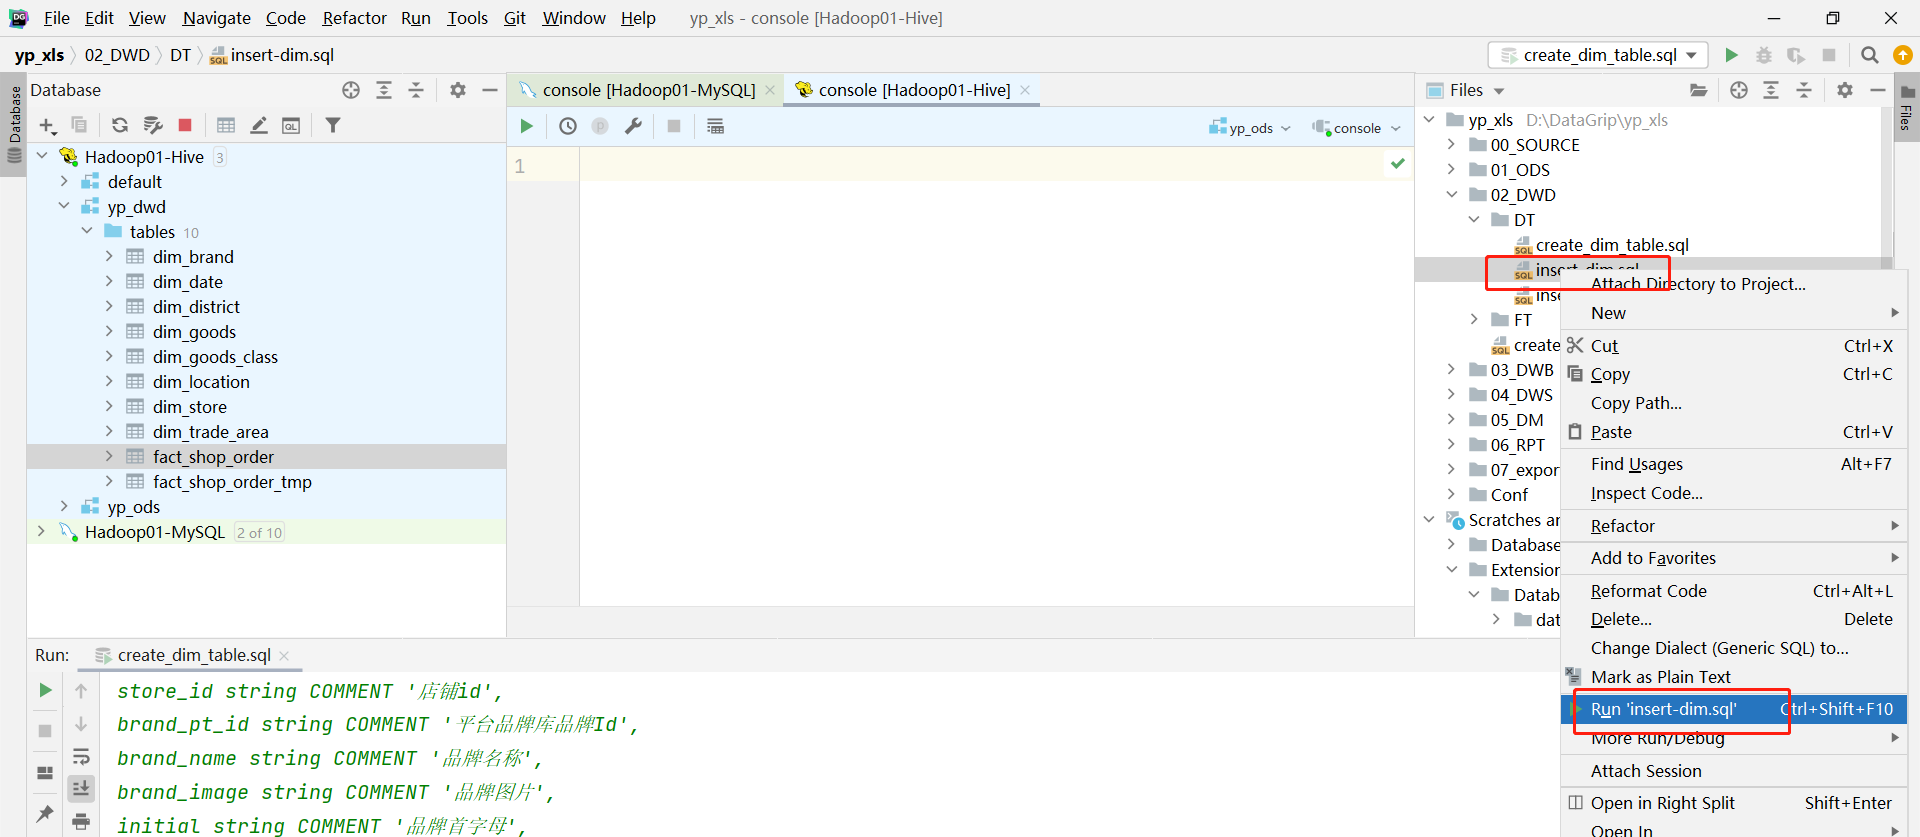 File Edit View Navigate Code Refactor Run Tools Git Window Help yp_xls - console [Hadoop01-Hive]
yp_xls 02_DWD DT insert-dim.sql
create_dim_table.sql
Database
Database
+
Hadoop01-Hive 3
default
yp_dwd
tables 10
dim_brand
dim_date
dim_district
dim_goods
dim_goods_class
dim_location
dim_store
dim_trade_area
fact_shop_order
fact_shop_order_tmp
yp_ods
Hadoop01-MySQL 2 of 10
console [Hadoop01-MySQL]
console [Hadoop01-Hive]
yp_ods
console
1
Files
Files
yp_xls D:\DataGrip\yp_xls
00_SOURCE
01_ODS
02_DWD
DT
create_dim_table.sql
insert-dim.sql
inse
FT
create
03_DWB
04_DWS
05_DM
06_RPT
07_expor
Conf
Scratches ar
Database
Extension
Datab
dat
Attach Directory to Project...
New
Cut Ctrl+X
Copy Ctrl+C
Copy Path...
Paste Ctrl+V
Find Usages Alt+F7
Inspect Code...
Refactor
Add to Favorites
Reformat Code Ctrl+Alt+L
Delete... Delete
Change Dialect (Generic SQL) to...
Mark as Plain Text
Run 'insert-dim.sql' Ctrl+Shift+F10
More Run/Debug
Attach Session
Open in Right Split Shift+Enter
Open In
Run: create_dim_table.sql
store_id string COMMENT '店铺id',
brand_pt_id string COMMENT '平台品牌库品牌Id',
brand_name string COMMENT '品牌名称',
brand_image string COMMENT '品牌图片',
initial string COMMENT '品牌首字母',